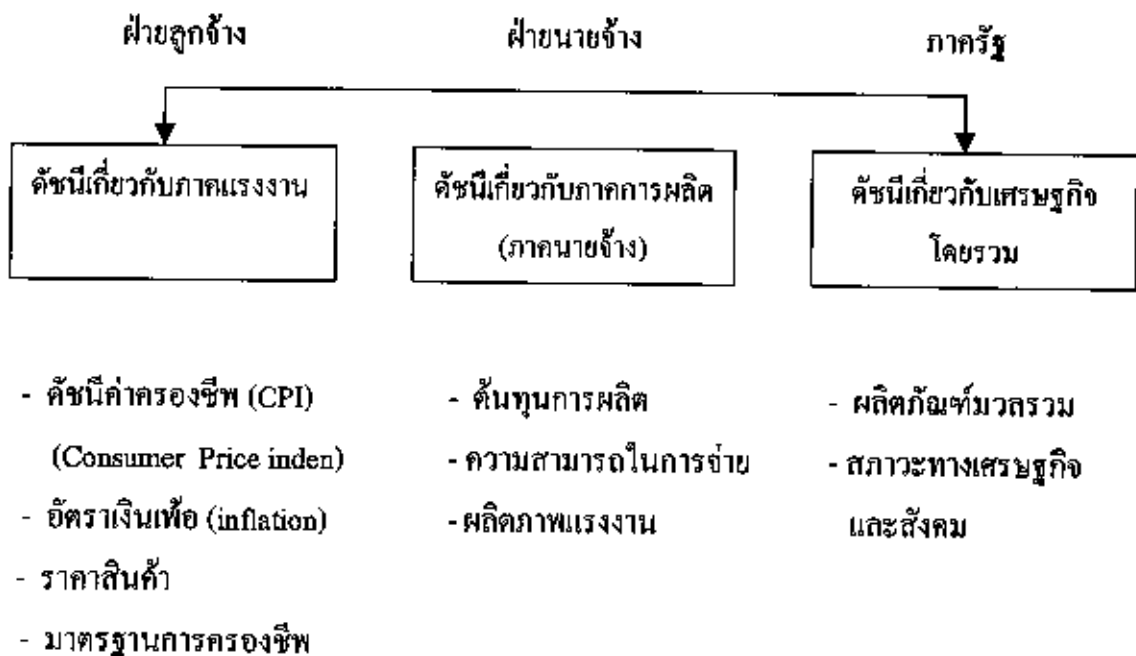 ฝ่ายลูกจ้าง
ฝ่ายนายจ้าง
ภาครัฐ
ดัชนีเกี่ยวกับภาคแรงงาน
ดัชนีเกี่ยวกับภาคการผลิต
(ภาคนายจ้าง)
ดัชนีเกี่ยวกับเศรษฐกิจ
โดยรวม
- ดัชนีค่าครองชีพ (CPI)
(Consumer Price inden)
- อัตราเงินเฟ้อ (inflation)
- ราคาสินค้า
- มาตรฐานการครองชีพ
- ต้นทุนการผลิต
- ความสามารถในการจ่าย
- ผลิตภาพแรงงาน
- ผลิตภัณฑ์มวลรวม
- สภาวะทางเศรษฐกิจ
และสังคม